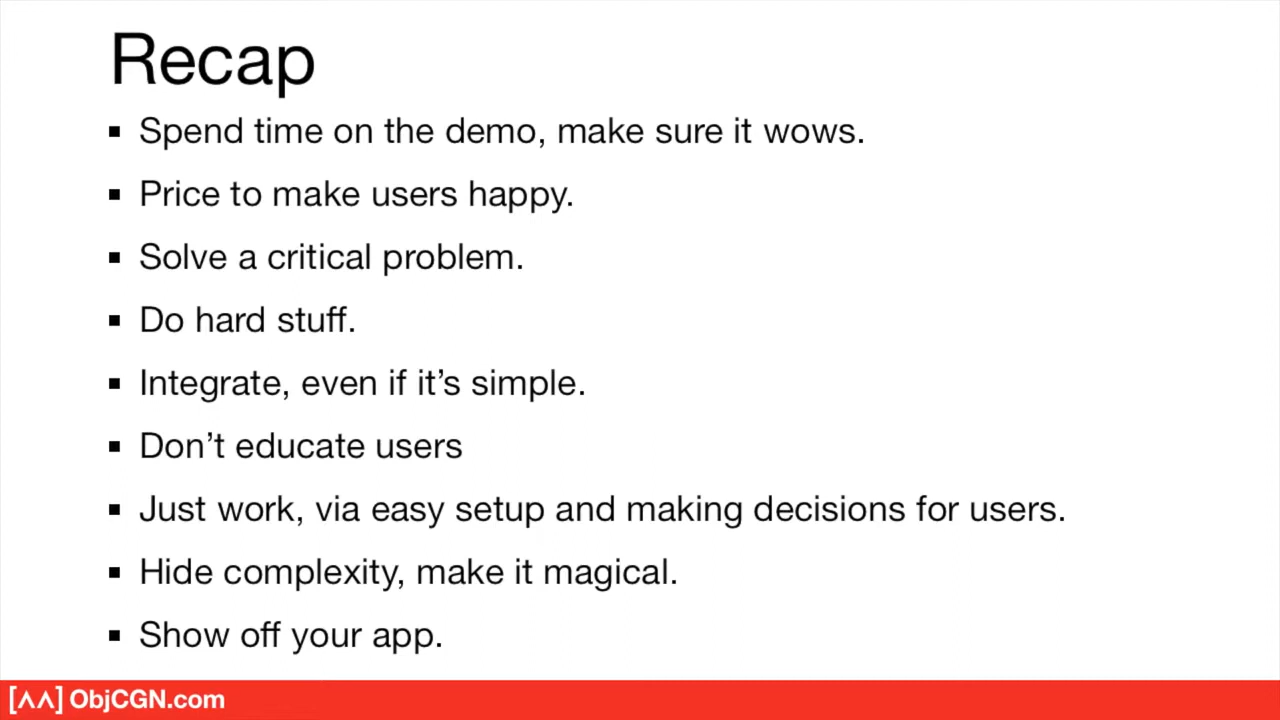 Recap
▪ Spend time on the demo, make sure it wows.
▪ Price to make users happy.
▪ Solve a critical problem.
▪ Do hard stuff.
▪ Integrate, even if it’s simple.
▪ Don’t educate users
▪ Just work, via easy setup and making decisions for users.
▪ Hide complexity, make it magical.
▪ Show off your app.
[^^] ObjCGN.com